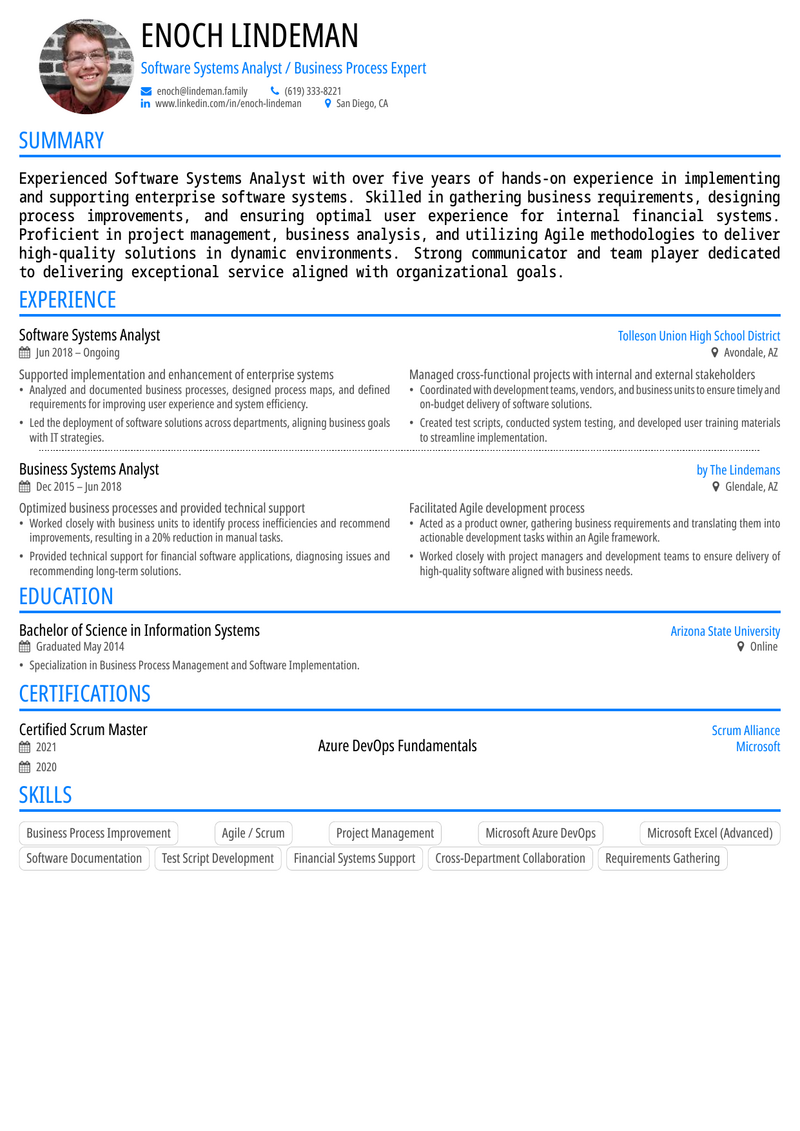 ENOCH LINDEMAN
Software Systems Analyst / Business Process Expert
enoch@lindeman.family (619) 333-8221
www.linkedin.com/in/enoch-lindeman San Diego, CA
SUMMARY
Experienced Software Systems Analyst with over five years of hands-on experience in implementing
and supporting enterprise software systems. Skilled in gathering business requirements, designing
process improvements, and ensuring optimal user experience for internal financial systems.
Proficient in project management, business analysis, and utilizing Agile methodologies to deliver
high-quality solutions in dynamic environments. Strong communicator and team player dedicated
to delivering exceptional service aligned with organizational goals.
EXPERIENCE
Software Systems Analyst Tolleson Union High School District
Jun 2018 – Ongoing Avondale, AZ
Supported implementation and enhancement of enterprise systems
• Analyzed and documented business processes, designed process maps, and defined
requirements for improving user experience and system efficiency.
• Led the deployment of software solutions across departments, aligning business goals
with IT strategies.
Managed cross-functional projects with internal and external stakeholders
• Coordinated with development teams, vendors, and business units to ensure timely and
on-budget delivery of software solutions.
• Created test scripts, conducted system testing, and developed user training materials
to streamline implementation.
Business Systems Analyst by The Lindemans
Dec 2015 – Jun 2018 Glendale, AZ
Optimized business processes and provided technical support
• Worked closely with business units to identify process inefficiencies and recommend
improvements, resulting in a 20% reduction in manual tasks.
• Provided technical support for financial software applications, diagnosing issues and
recommending long-term solutions.
Facilitated Agile development process
• Acted as a product owner, gathering business requirements and translating them into
actionable development tasks within an Agile framework.
• Worked closely with project managers and development teams to ensure delivery of
high-quality software aligned with business needs.
EDUCATION
Bachelor of Science in Information Systems Arizona State University
Graduated May 2014 Online
• Specialization in Business Process Management and Software Implementation.
CERTIFICATIONS
Certified Scrum Master Scrum Alliance
2021 Azure DevOps Fundamentals Microsoft
2020
SKILLS
Business Process Improvement Agile / Scrum Project Management Microsoft Azure DevOps Microsoft Excel (Advanced)
Software Documentation Test Script Development Financial Systems Support Cross-Department Collaboration Requirements Gathering